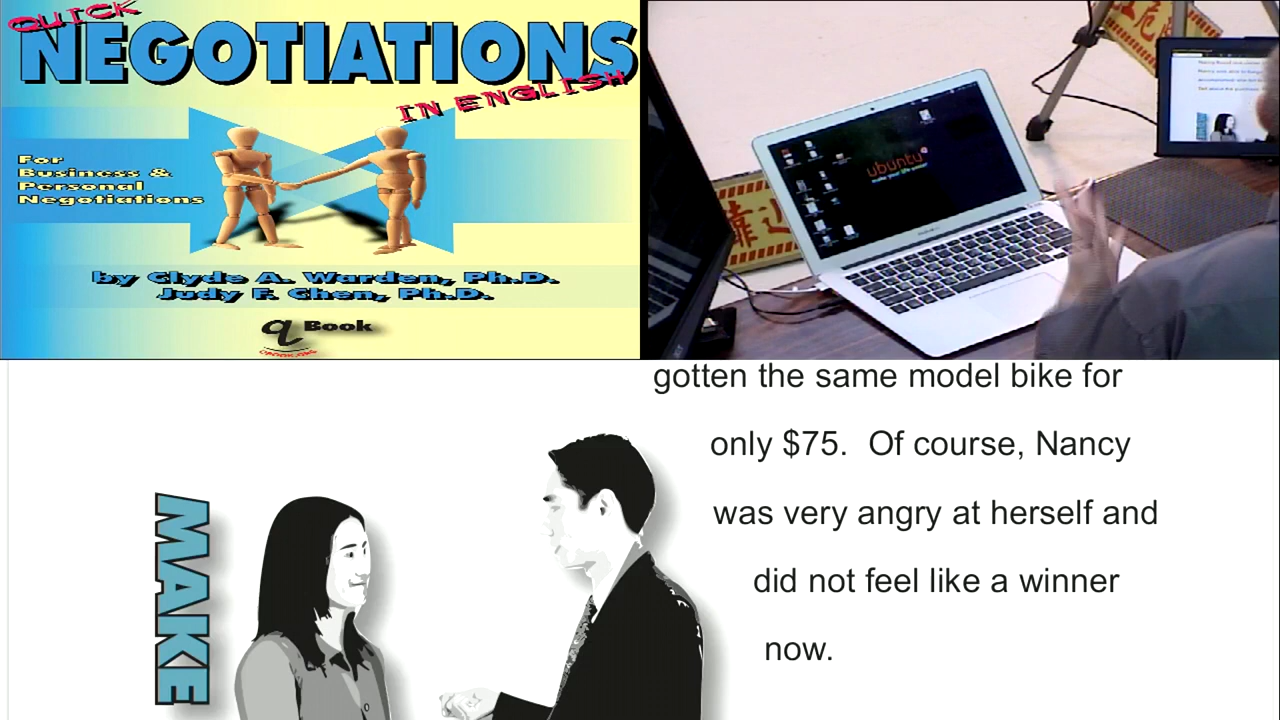 QUICK
NEGOTIATIONS
IN ENGLISH
For
Business &
Personal
Negotiations
by Clyde A. Warden, Ph.D.
Judy F. Chen, Ph.D.
q Book
ubuntu
gotten the same model bike for
only $75.  Of course, Nancy
was very angry at herself and
did not feel like a winner
now.
MAKE